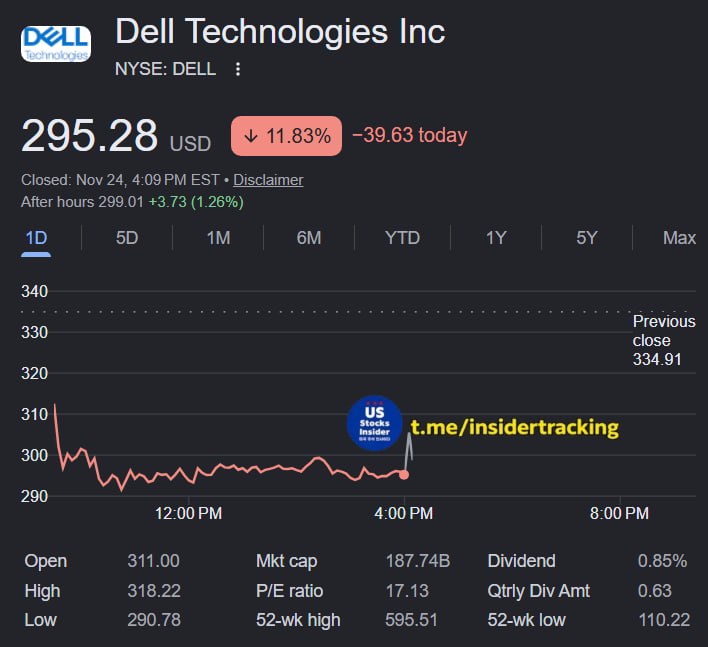 DELL
Technologies
Dell Technologies Inc
NYSE: DELL
295.28 USD ↓ 11.83% −39.63 today
Closed: Nov 24, 4:09 PM EST • Disclaimer
After hours 299.01 +3.73 (1.26%)
1D 5D 1M 6M YTD 1Y 5Y Max
340
330
320
310
300
290
Previous
close
334.91
US
Stocks
Insider
t.me/insidertracking
12:00 PM 4:00 PM 8:00 PM
Open 311.00 Mkt cap 187.74B Dividend 0.85%
High 318.22 P/E ratio 17.13 Qtrly Div Amt 0.63
Low 290.78 52-wk high 595.51 52-wk low 110.22